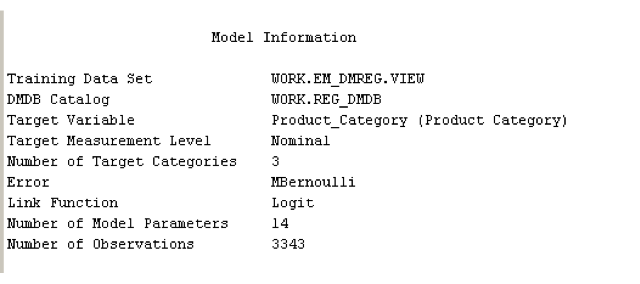 Model Information
Training Data Set WORK.EM_DMREG.VIEW
DMDB Catalog WORK.REG_DMDB
Target Variable Product_Category (Product Category)
Target Measurement Level Nominal
Number of Target Categories 3
Error MBernoulli
Link Function Logit
Number of Model Parameters 14
Number of Observations 3343